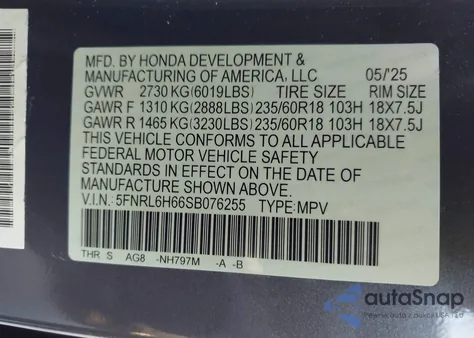 MFD. BY HONDA DEVELOPMENT &
MANUFACTURING OF AMERICA, LLC 05/'25
GVWR 2730 KG(6019LBS) TIRE SIZE RIM SIZE
GAWR F 1310 KG(2888LBS) 235/60R18 103H 18X7.5J
GAWR R 1465 KG(3230LBS) 235/60R18 103H 18X7.5J
THIS VEHICLE CONFORMS TO ALL APPLICABLE
FEDERAL MOTOR VEHICLE SAFETY
STANDARDS IN EFFECT ON THE DATE OF
MANUFACTURE SHOWN ABOVE.
V.I.N.: 5FNRL6H66SB076255 TYPE: MPV
THR S AG8 -NH797M -A -B
autoSnap